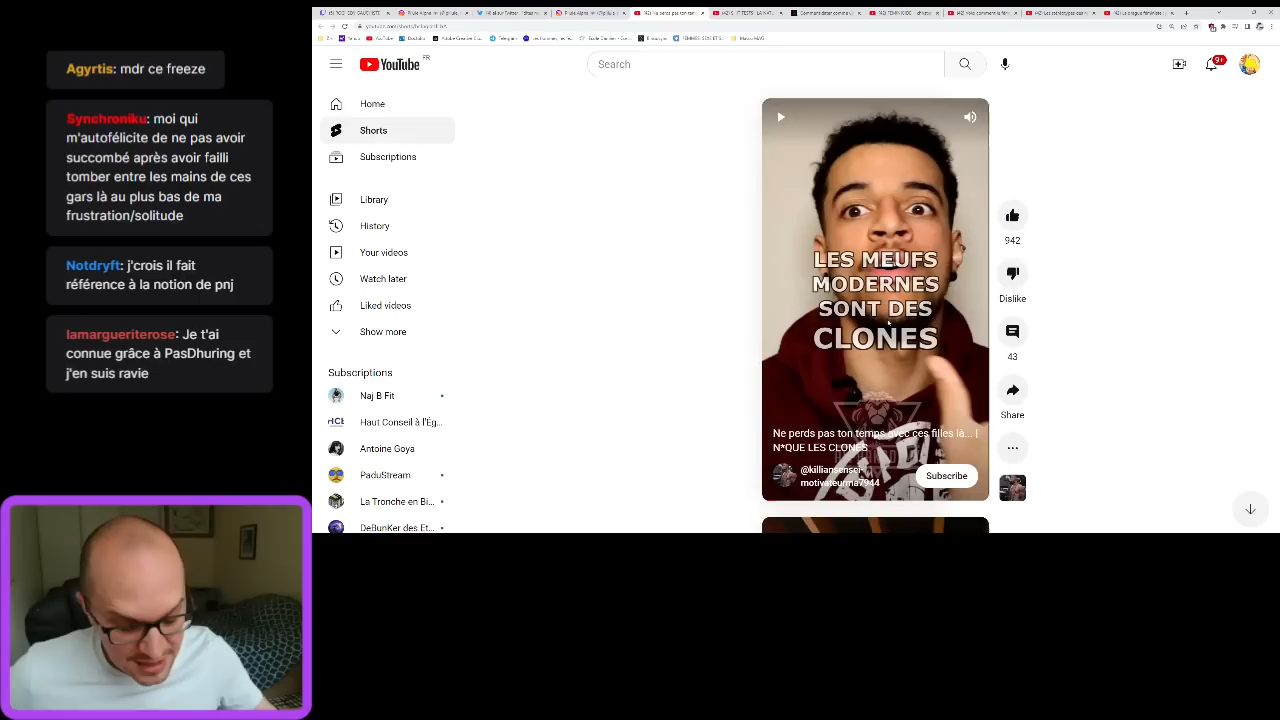 Agyrtis: mdr ce freeze
Synchroniku: moi qui
m'autofélicite de ne pas avoir
succombé après avoir failli
tomber entre les mains de ces
gars là au plus bas de ma
frustration/solitude
Notdryft: j'crois il fait
référence à la notion de pnj
lamargueriterose: Je t'ai
connue grâce à PasDhuring et
j'en suis ravie
YouTube FR
Search
9+
Home
Shorts
Subscriptions
Library
History
Your videos
Watch later
Liked videos
Show more
Subscriptions
Naj B Fit
Haut Conseil à l'Ég...
Antoine Goya
PaduStream
La Tronche en Bi...
DeBunKer des Et...
LES MEUFS
MODERNES
SONT DES
CLONES
Ne perds pas ton temps avec ces filles là... |
N*QUE LES CLONES
@killiansensei-
motivateurma7944
Subscribe
942
Dislike
43
Share